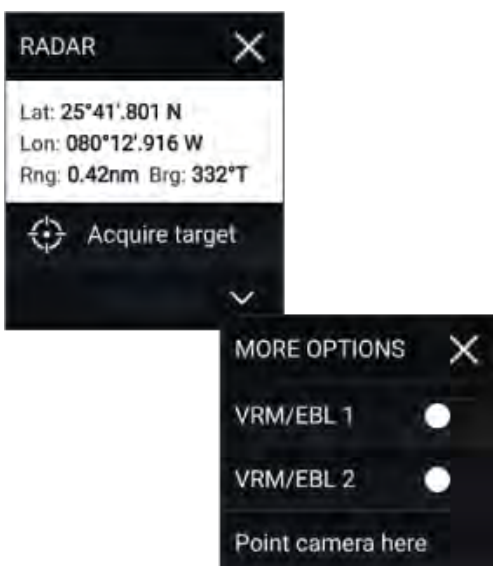 RADAR
Lat: 25°41'.801 N
Lon: 080°12'.916 W
Rng: 0.42nm Brg: 332°T
Acquire target
MORE OPTIONS
VRM/EBL 1
VRM/EBL 2
Point camera here